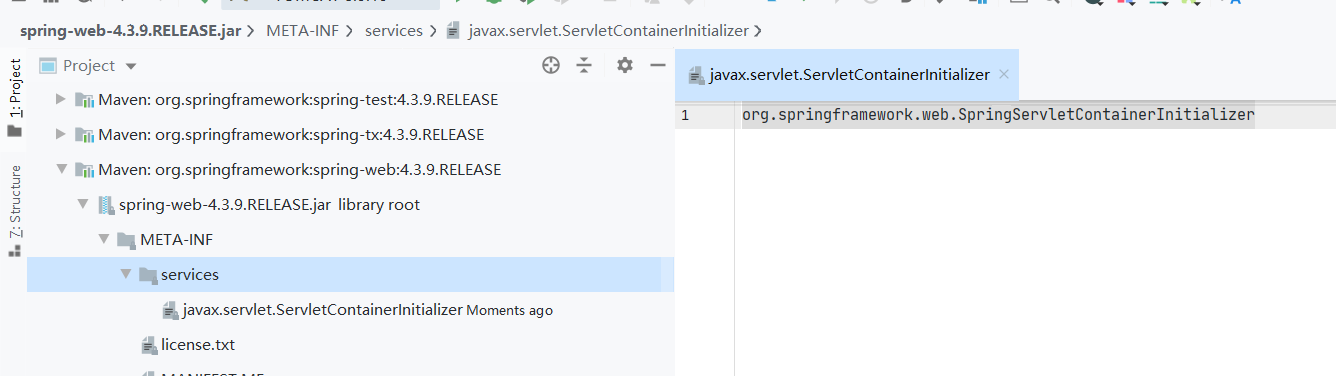 spring-web-4.3.9.RELEASE.jar META-INF services javax.servlet.ServletContainerInitializer
1: Project
7: Structure
Project
Maven: org.springframework:spring-test:4.3.9.RELEASE
Maven: org.springframework:spring-tx:4.3.9.RELEASE
Maven: org.springframework:spring-web:4.3.9.RELEASE
spring-web-4.3.9.RELEASE.jar library root
META-INF
services
javax.servlet.ServletContainerInitializer Moments ago
license.txt
MANIFEST.MF
javax.servlet.ServletContainerInitializer
1 org.springframework.web.SpringServletContainerInitializer